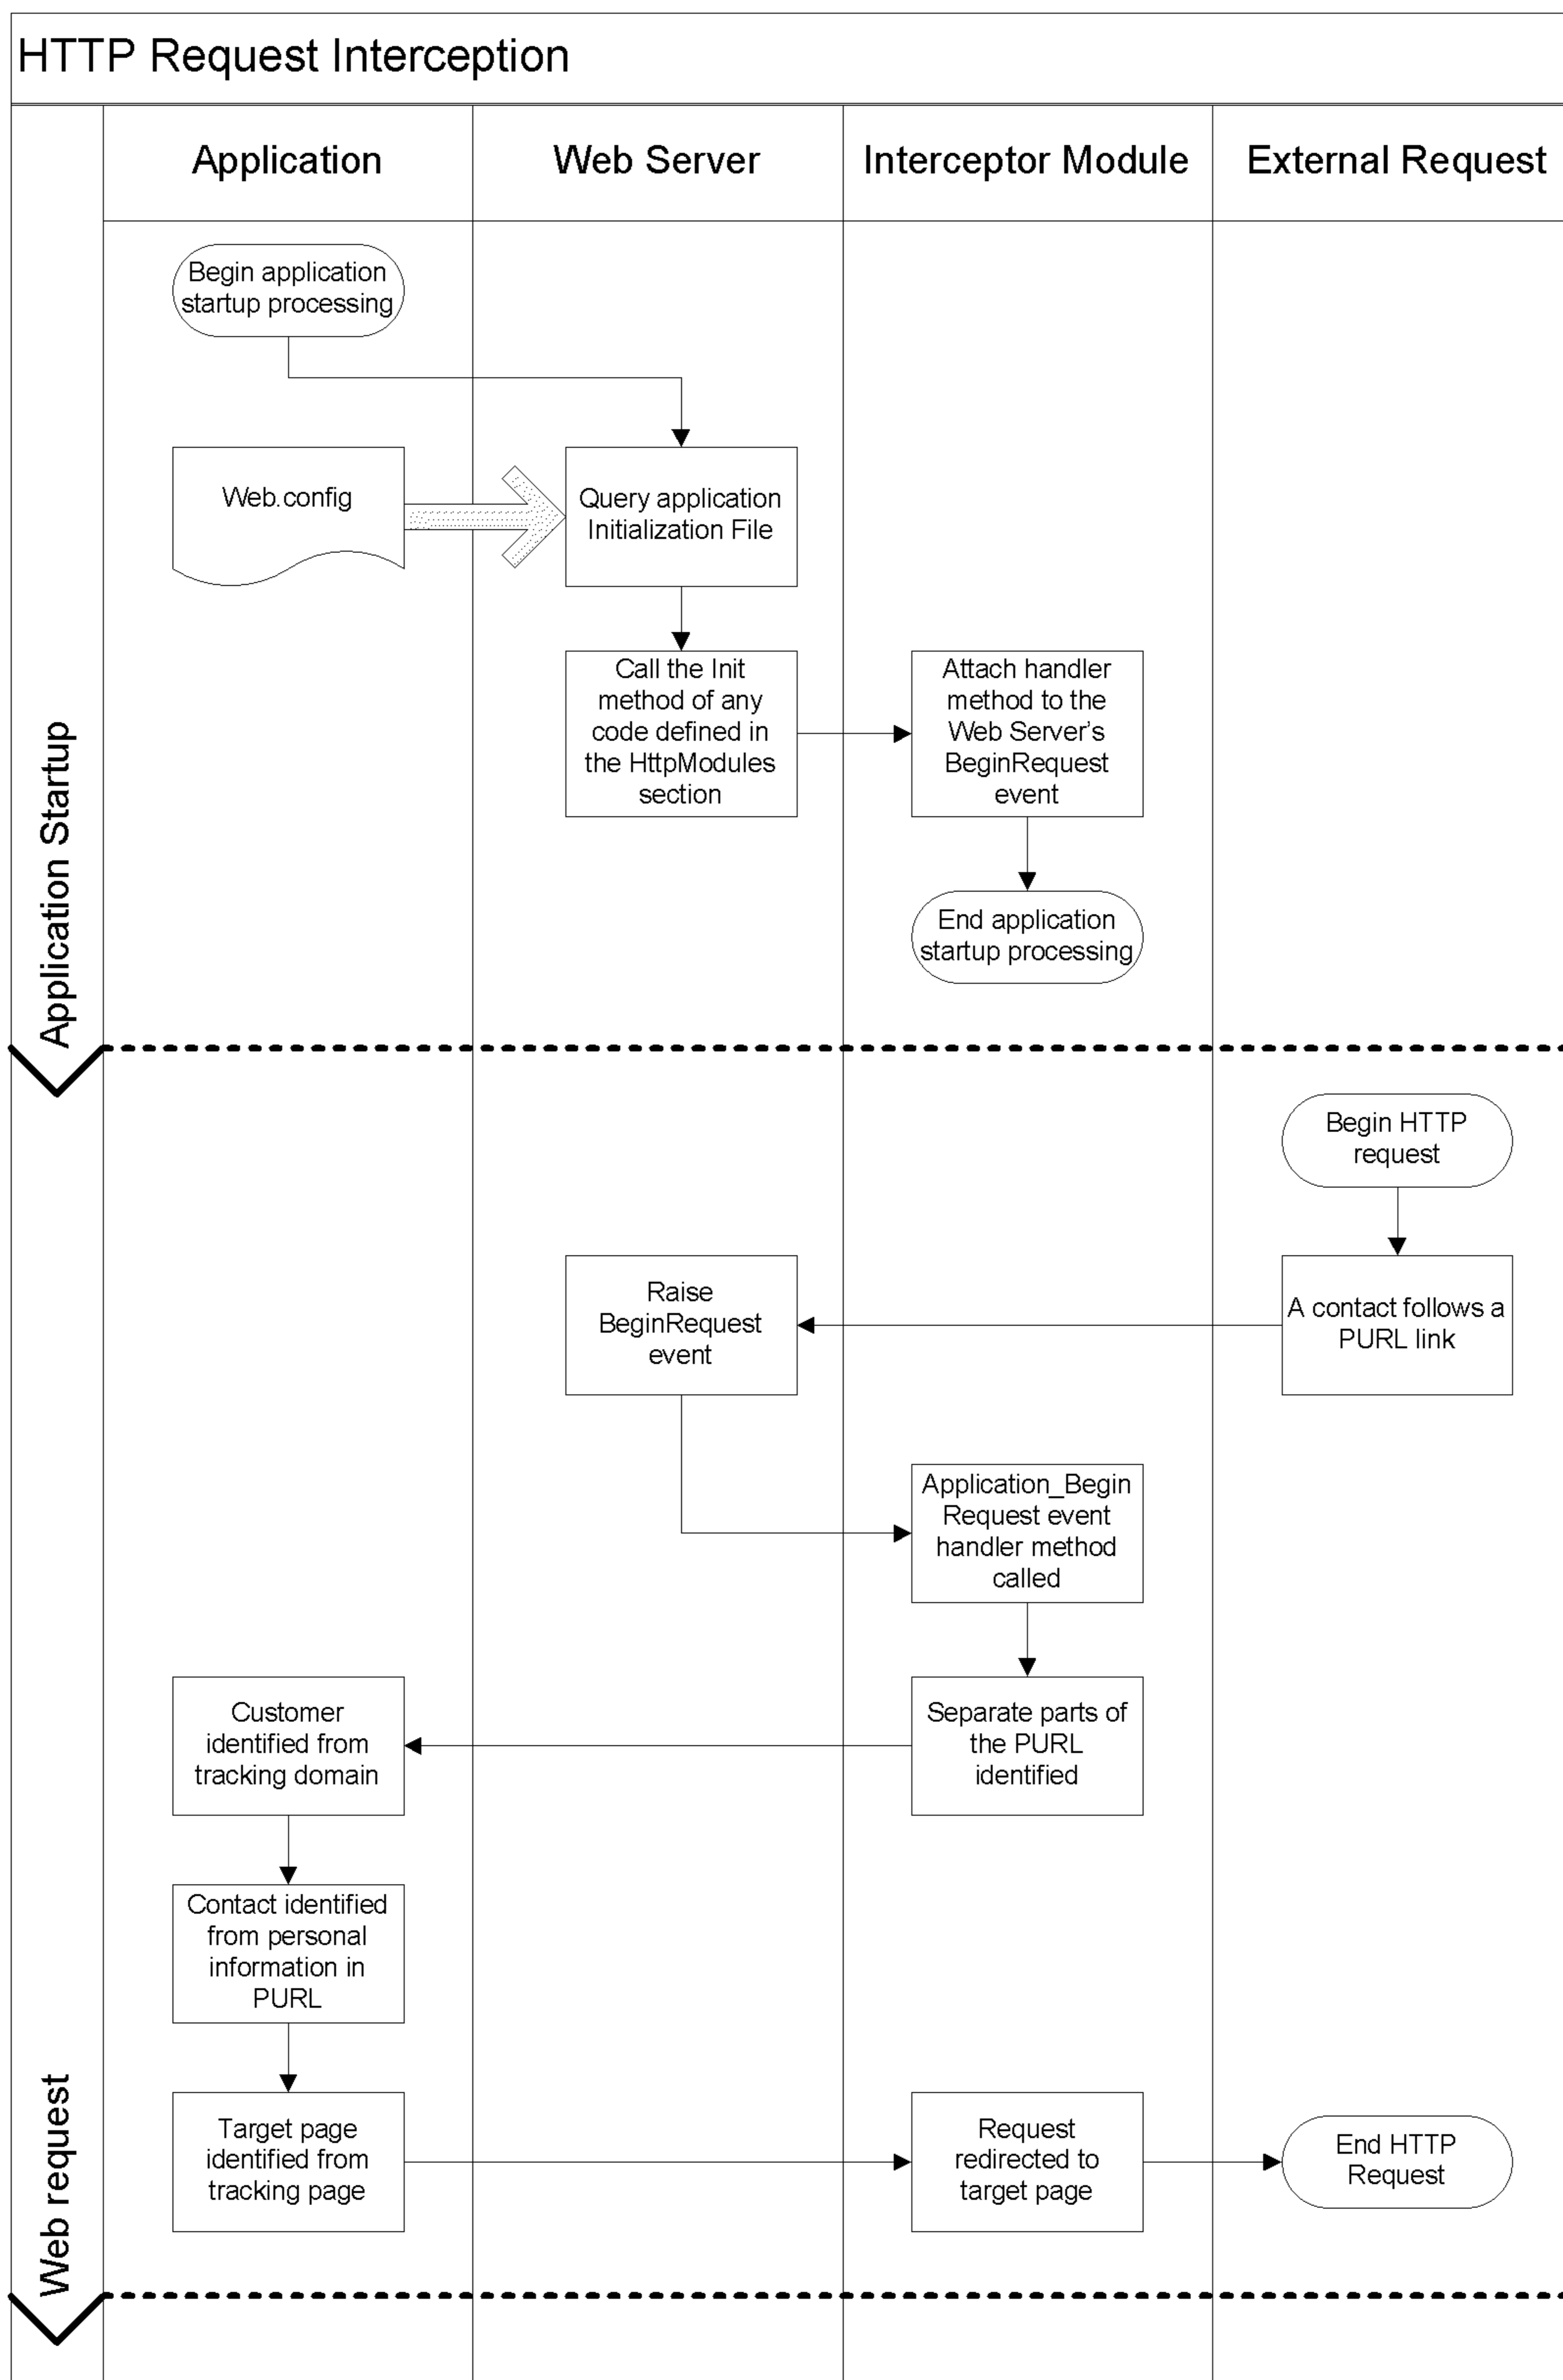 HTTP Request Interception
Application
Web Server
Interceptor Module
External Request
Application Startup
Begin application
startup processing
Web.config
Query application
Initialization File
Call the Init
method of any
code defined in
the HttpModules
section
Attach handler
method to the
Web Server’s
BeginRequest
event
End application
startup processing
Web request
Begin HTTP
request
A contact follows a
PURL link
Raise
BeginRequest
event
Application_Begin
Request event
handler method
called
Separate parts of
the PURL
identified
Customer
identified from
tracking domain
Contact identified
from personal
information in
PURL
Target page
identified from
tracking page
Request
redirected to
target page
End HTTP
Request